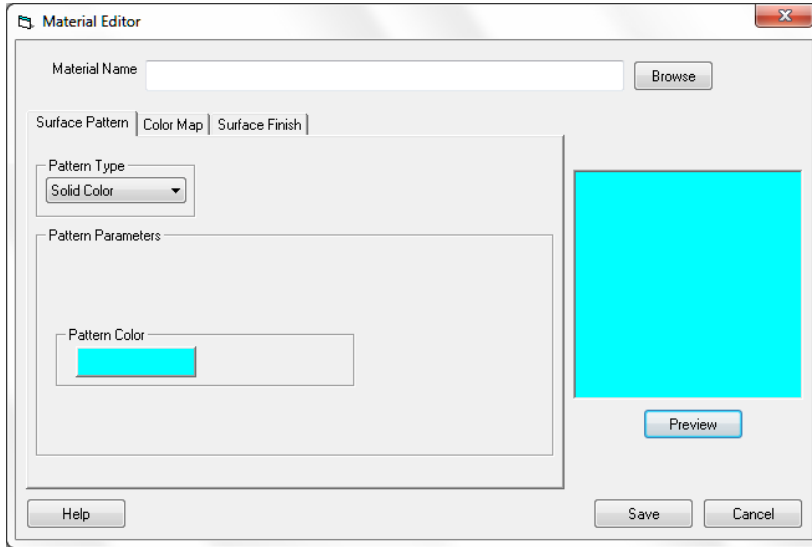 Material Editor
Material Name
Browse
Surface Pattern Color Map Surface Finish
Pattern Type
Solid Color
Pattern Parameters
Pattern Color
Preview
Help Save Cancel